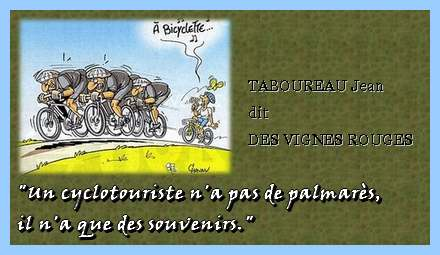 À Bicyclette...
TABOUREAU Jean
dit
DES VIGNES ROUGES
"Un cyclotouriste n'a pas de palmarès,
il n'a que des souvenirs."